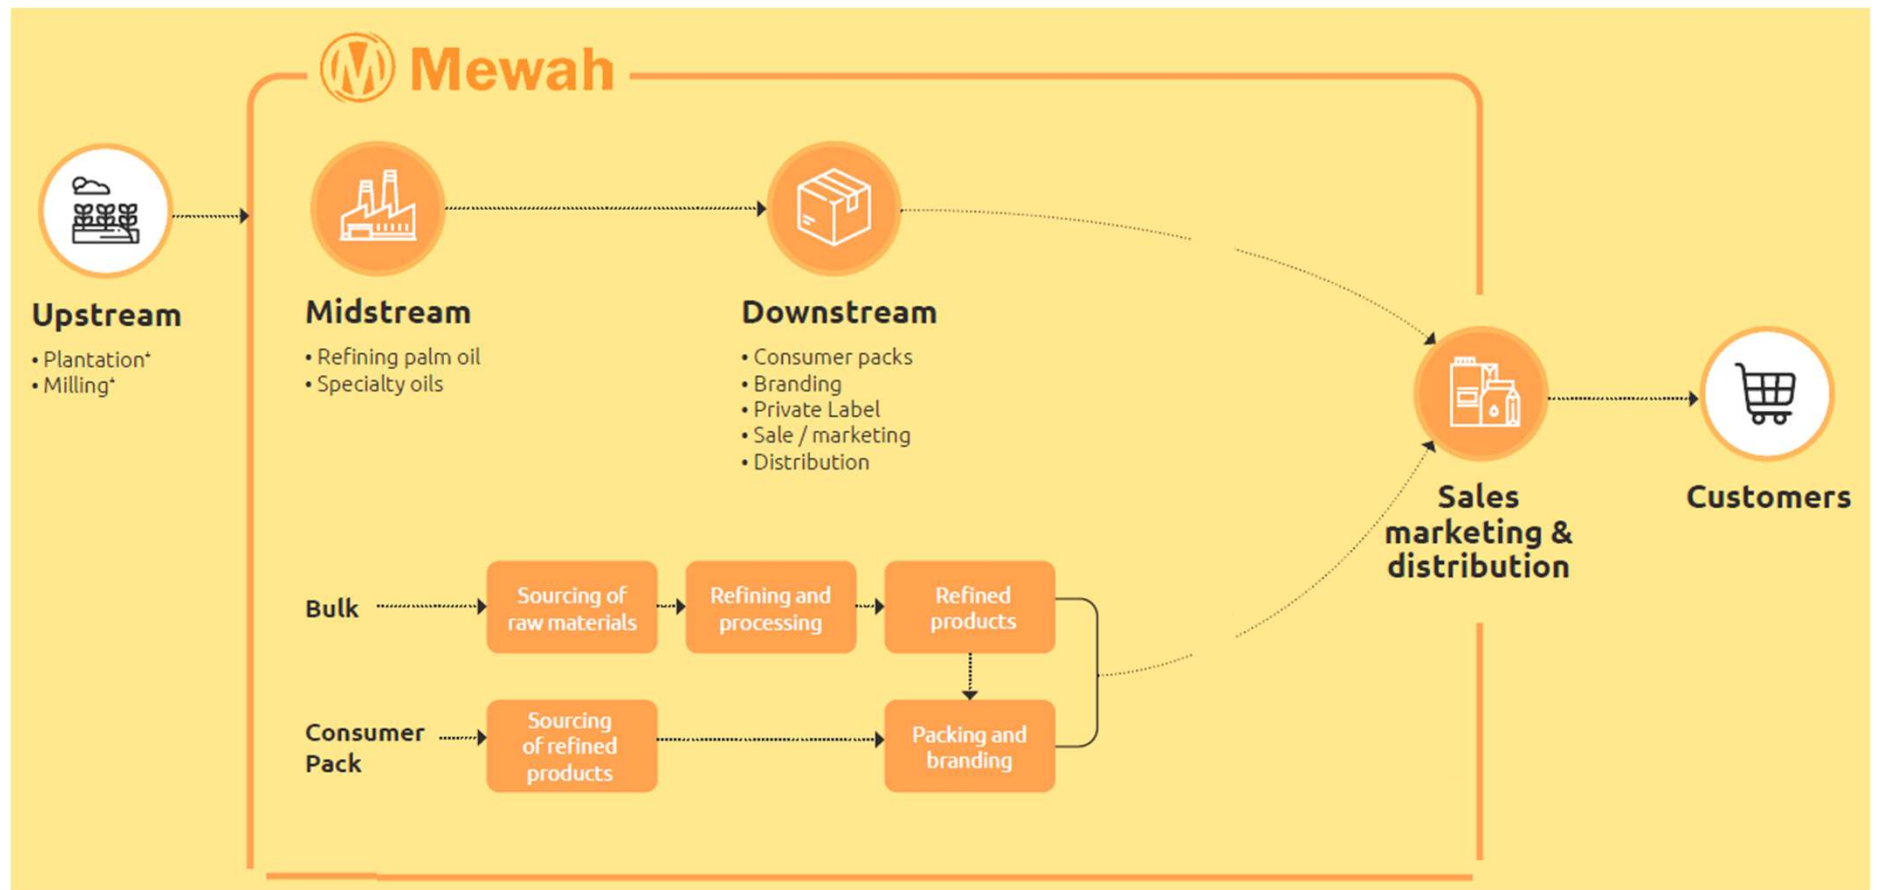 Mewah
Upstream
• Plantation⁺
• Milling⁺
Midstream
• Refining palm oil
• Specialty oils
Downstream
• Consumer packs
• Branding
• Private Label
• Sale / marketing
• Distribution
Sales
marketing &
distribution
Customers
Bulk
Sourcing of
raw materials
Refining and
processing
Refined
products
Consumer
Pack
Sourcing
of refined
products
Packing and
branding